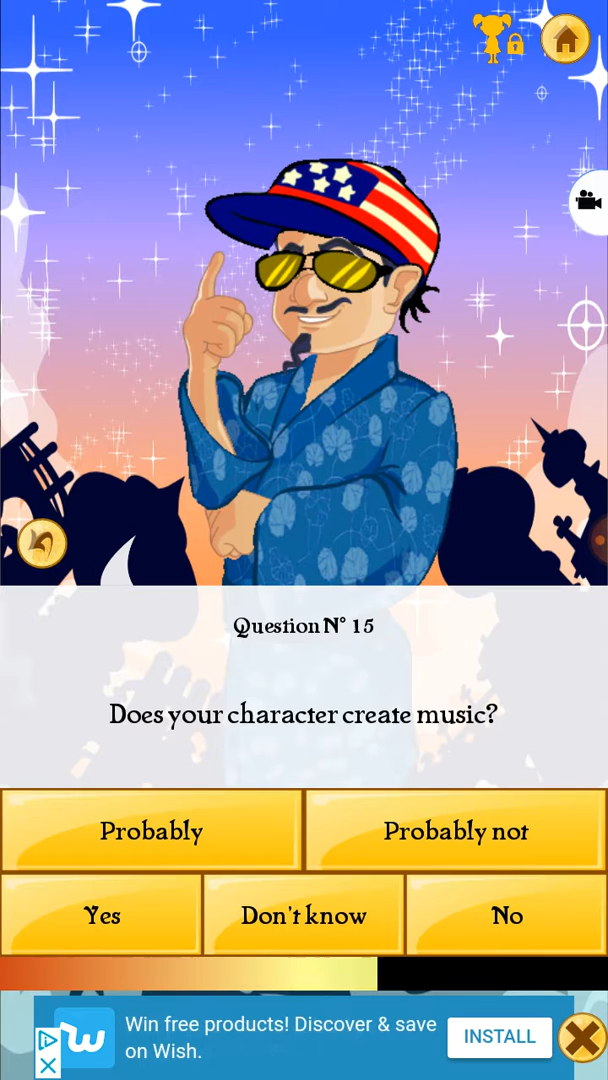 Question N° 15
Does your character create music?
Probably
Probably not
Yes
Don't know
No
Win free products! Discover & save
on Wish.
INSTALL